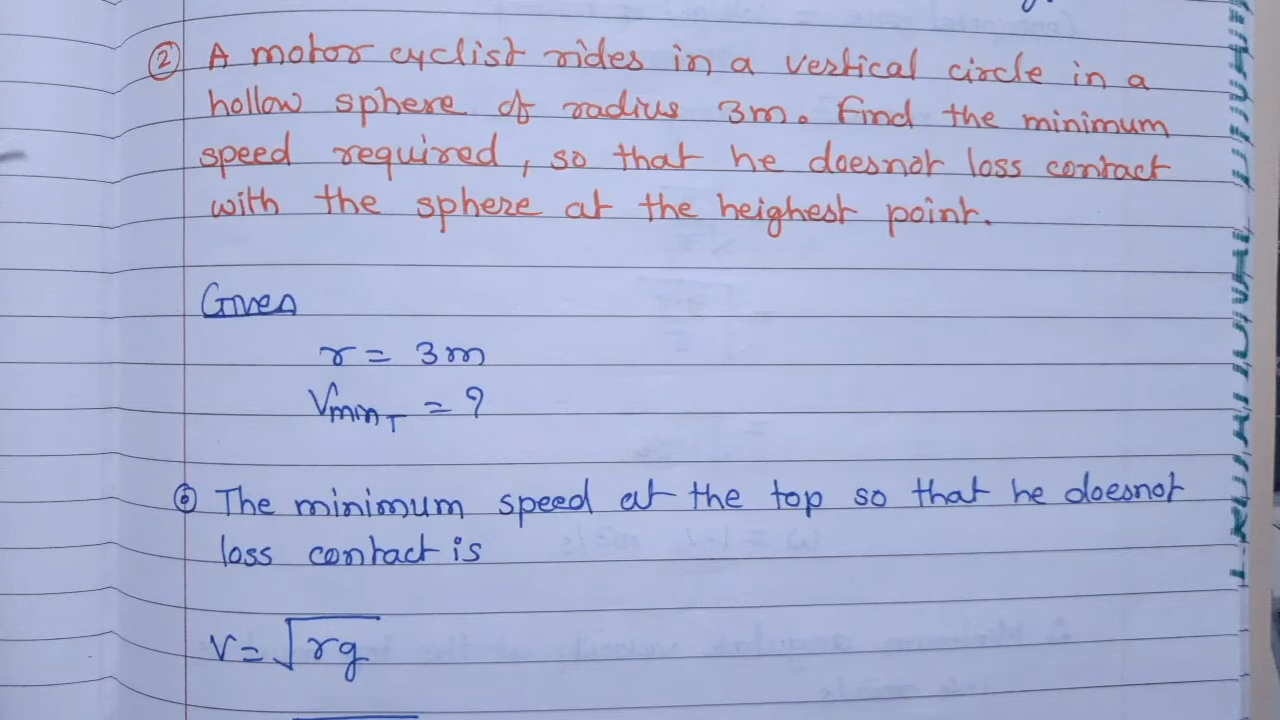 ② A motor cyclist rides in a vertical circle in a
hollow sphere of radius 3m. Find the minimum
speed required, so that he doesnot loss contact
with the sphere at the heighest point.
Given
r = 3m
Vmin_T = ?
The minimum speed at the top so that he doesnot
loss contact is
V = √rg